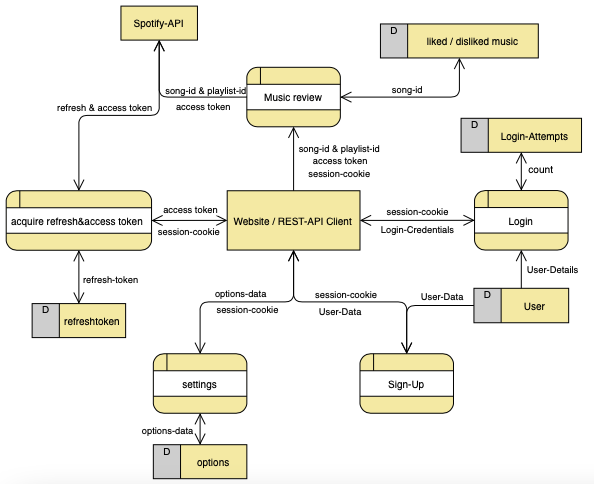 Spotify-API
D
liked / disliked music
song-id & playlist-id
access token
Music review
song-id
refresh & access token
D
Login-Attempts
song-id & playlist-id
access token
session-cookie
count
acquire refresh&access token
access token
session-cookie
Website / REST-API Client
session-cookie
Login-Credentials
Login
refresh-token
User-Details
D
refreshtoken
options-data
session-cookie
session-cookie
User-Data
User-Data
D
User
settings
Sign-Up
options-data
D
options